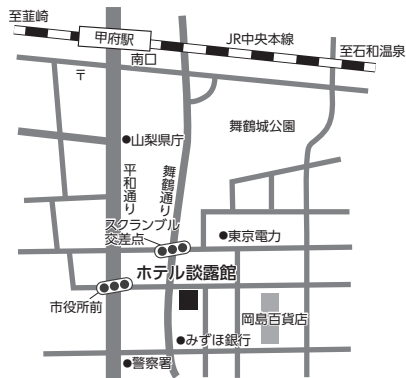 至韮崎
甲府駅
JR中央本線
南口
至石和温泉
〒
舞鶴城公園
山梨県庁
平和通り
舞鶴通り
スクランブル
交差点
東京電力
ホテル談露館
市役所前
岡島百貨店
みずほ銀行
警察署